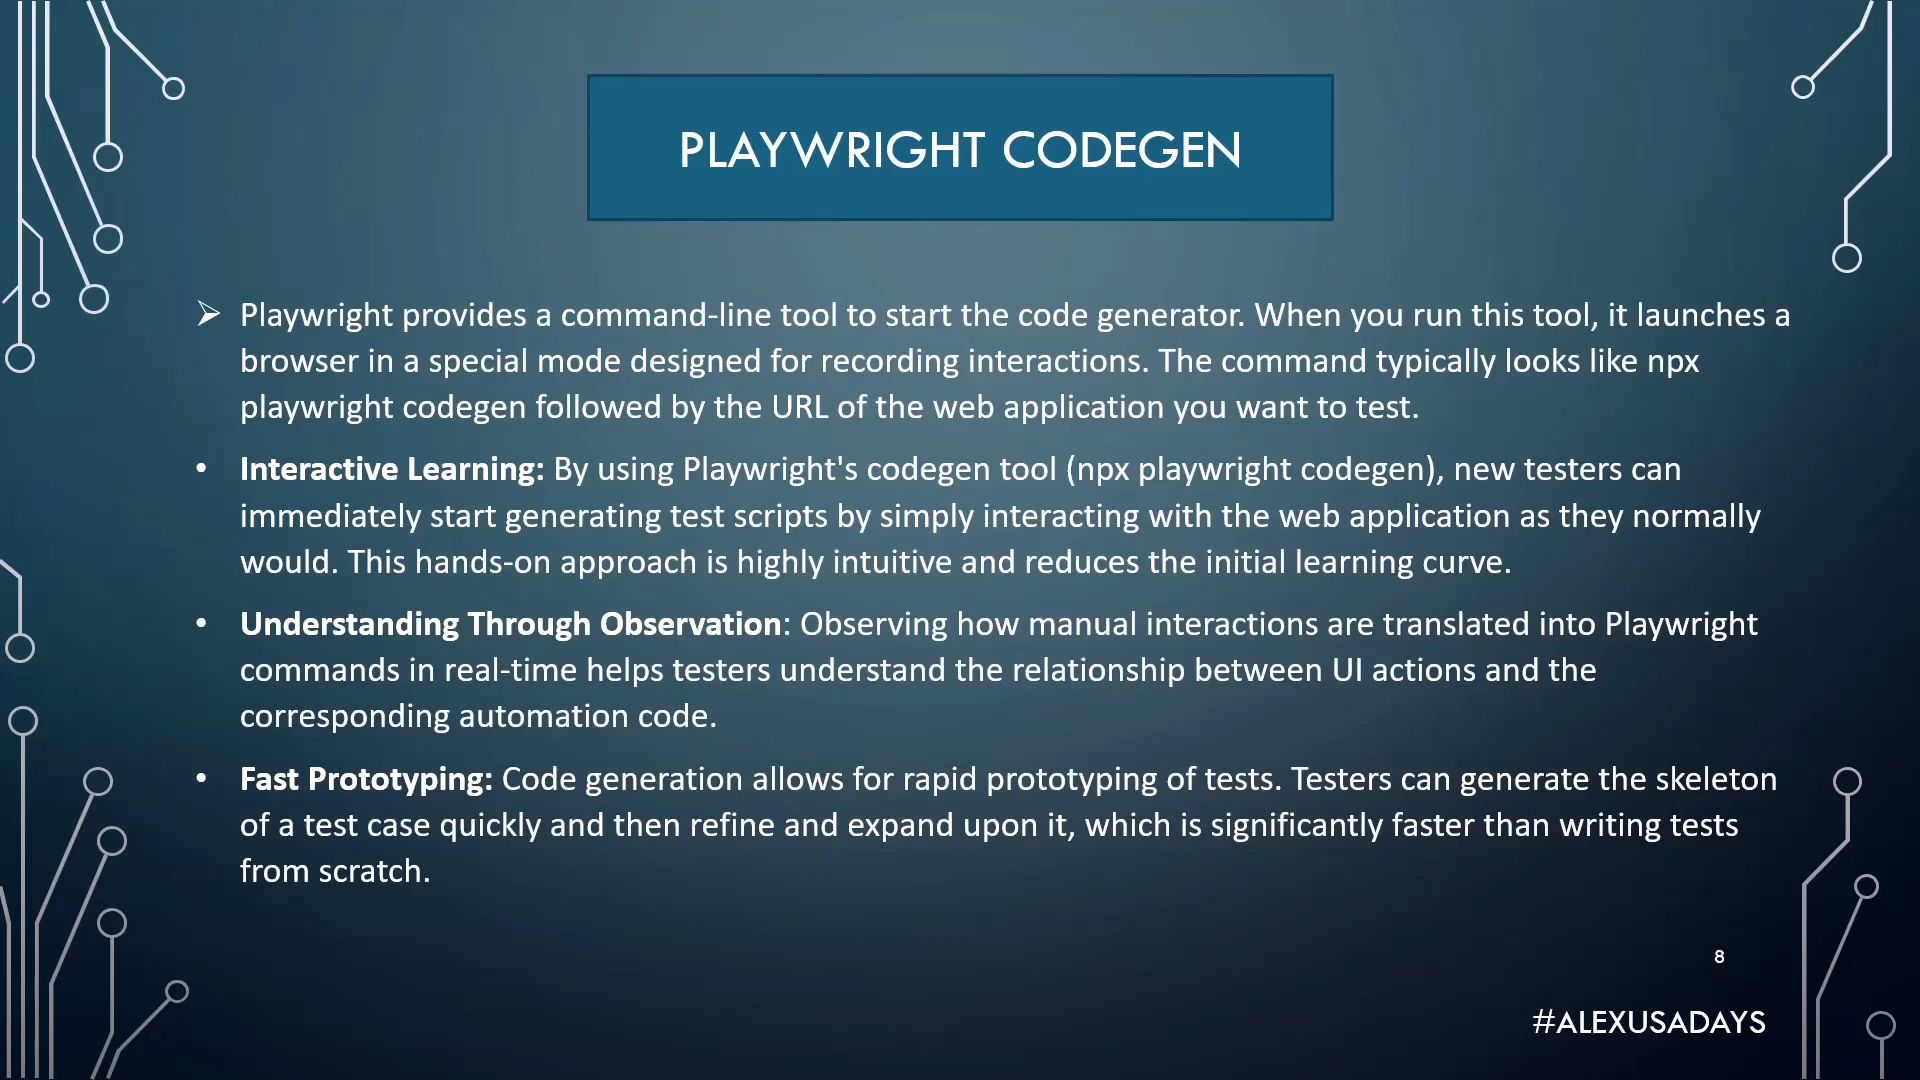 PLAYWRIGHT CODEGEN
➢ Playwright provides a command-line tool to start the code generator. When you run this tool, it launches a
browser in a special mode designed for recording interactions. The command typically looks like npx
playwright codegen followed by the URL of the web application you want to test.
• Interactive Learning: By using Playwright's codegen tool (npx playwright codegen), new testers can
immediately start generating test scripts by simply interacting with the web application as they normally
would. This hands-on approach is highly intuitive and reduces the initial learning curve.
• Understanding Through Observation: Observing how manual interactions are translated into Playwright
commands in real-time helps testers understand the relationship between UI actions and the
corresponding automation code.
• Fast Prototyping: Code generation allows for rapid prototyping of tests. Testers can generate the skeleton
of a test case quickly and then refine and expand upon it, which is significantly faster than writing tests
from scratch.
8
#ALEXUSADAYS